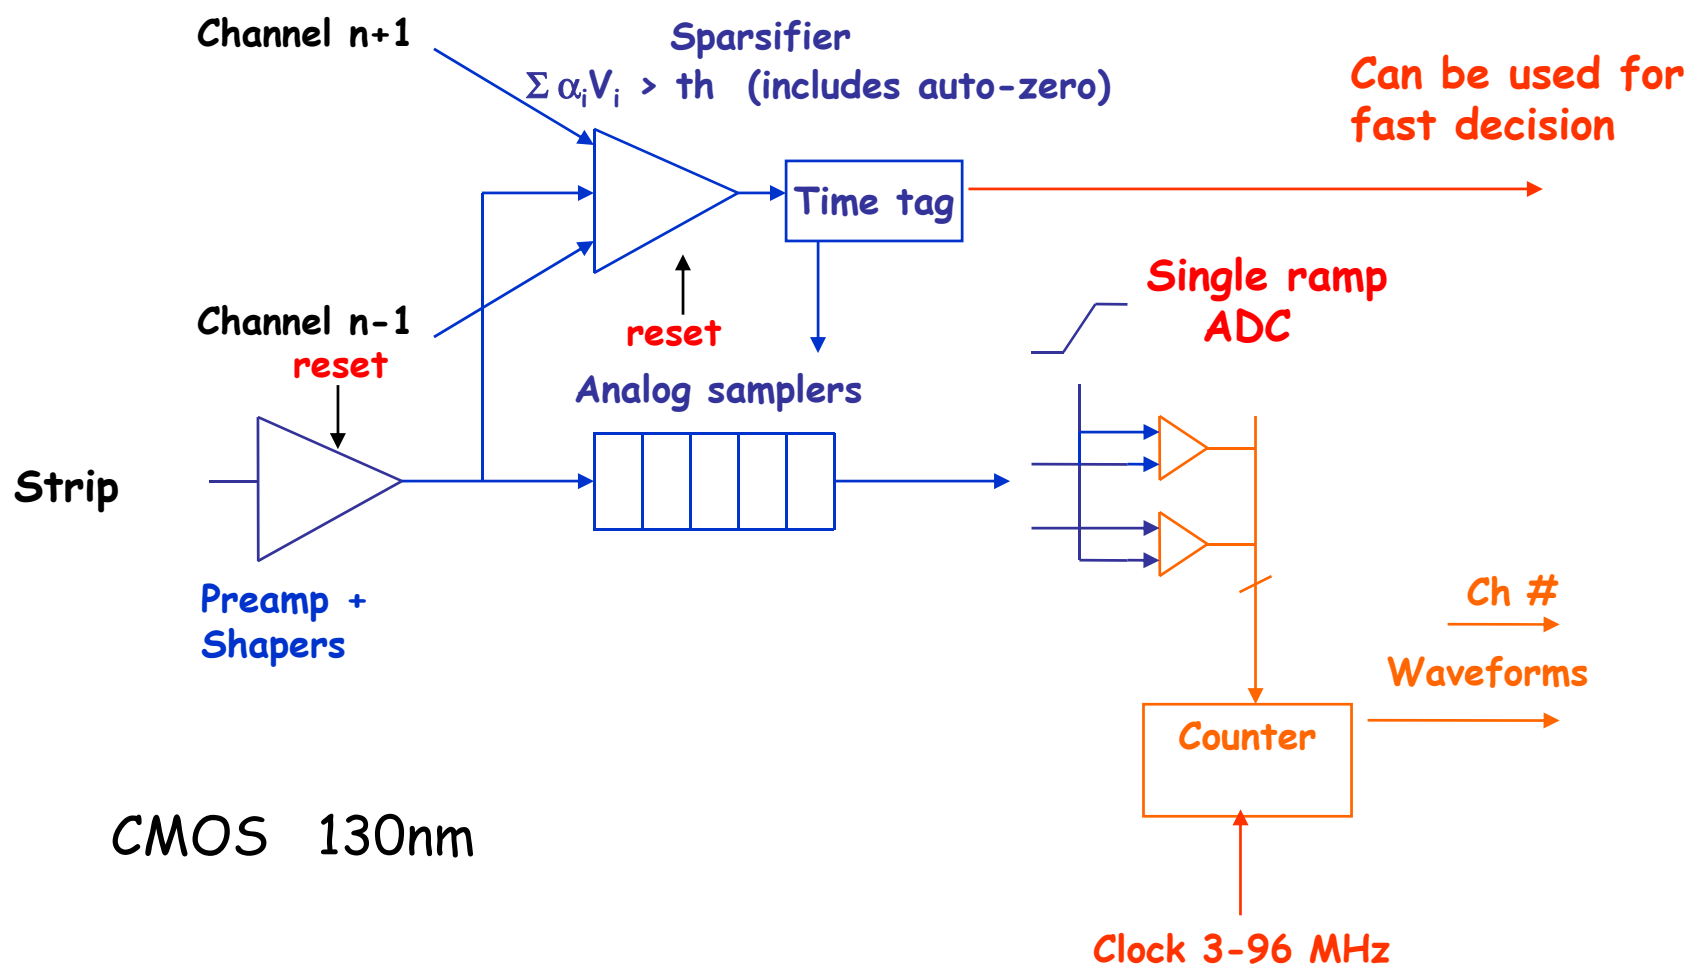 Channel n+1
Sparsifier
Σ αiVi > th (includes auto-zero)
Can be used for
fast decision
Time tag
Channel n-1
reset
reset
Single ramp
ADC
Analog samplers
Strip
Preamp +
Shapers
Ch #
Waveforms
Counter
CMOS 130nm
Clock 3-96 MHz